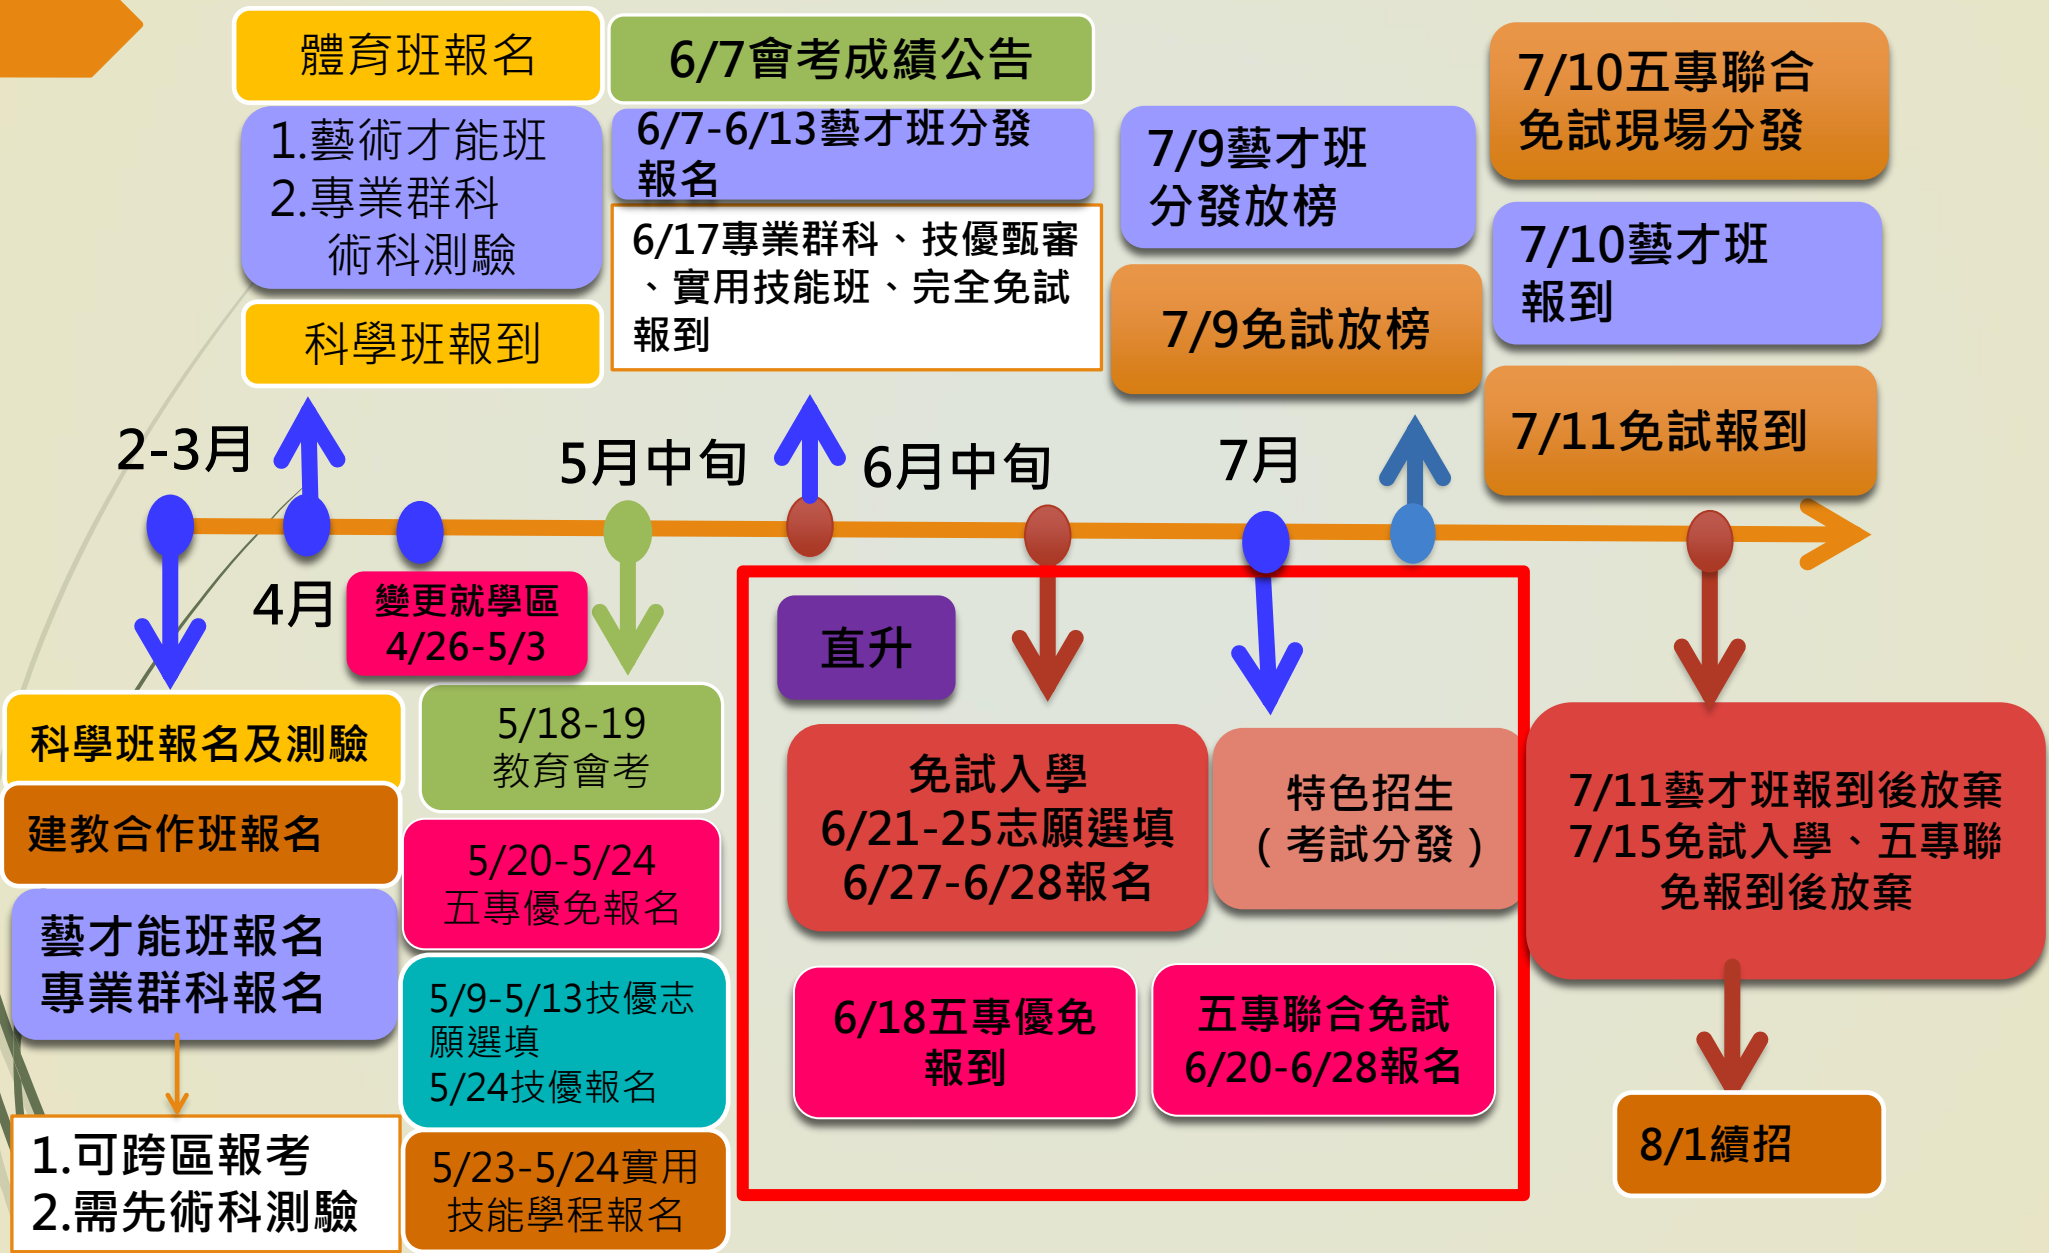 體育班報名
1.藝術才能班
2.專業群科
術科測驗
科學班報到
6/7會考成績公告
6/7-6/13藝才班分發
報名
6/17專業群科、技優甄審
、實用技能班、完全免試
報到
7/9藝才班
分發放榜
7/9免試放榜
7/10五專聯合
免試現場分發
7/10藝才班
報到
7/11免試報到
2-3月
5月中旬
6月中旬
7月
4月
變更就學區
4/26-5/3
科學班報名及測驗
建教合作班報名
藝才能班報名
專業群科報名
1.可跨區報考
2.需先術科測驗
5/18-19
教育會考
5/20-5/24
五專優免報名
5/9-5/13技優志
願選填
5/24技優報名
5/23-5/24實用
技能學程報名
直升
免試入學
6/21-25志願選填
6/27-6/28報名
特色招生
（考試分發）
6/18五專優免
報到
五專聯合免試
6/20-6/28報名
7/11藝才班報到後放棄
7/15免試入學、五專聯
免報到後放棄
8/1續招